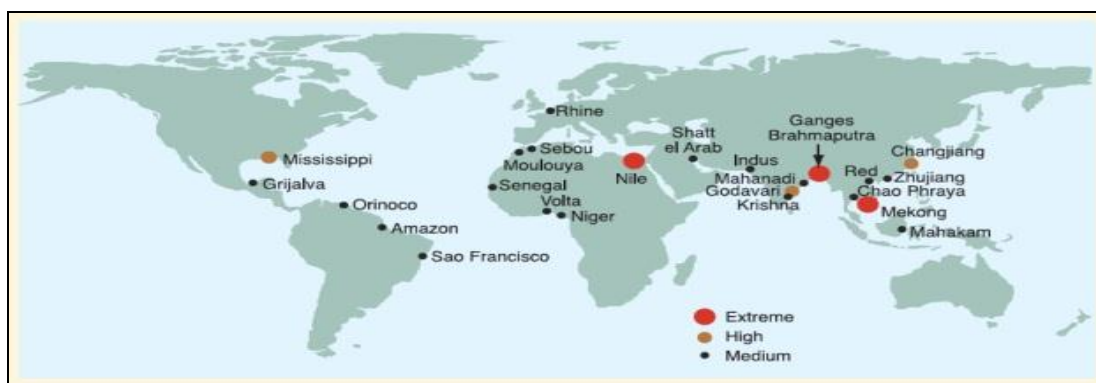 Rhine
Ganges
Brahmaputra
Shatt
el Arab
Changjiang
Sebou
Moulouya
Mississippi
Indus
Nile
Mahanadi
Red
Zhujiang
Grijalva
Senegal
Godavari
Chao Phraya
Volta
Krishna
Orinoco
Niger
Mekong
Amazon
Mahakam
Sao Francisco
Extreme
High
Medium